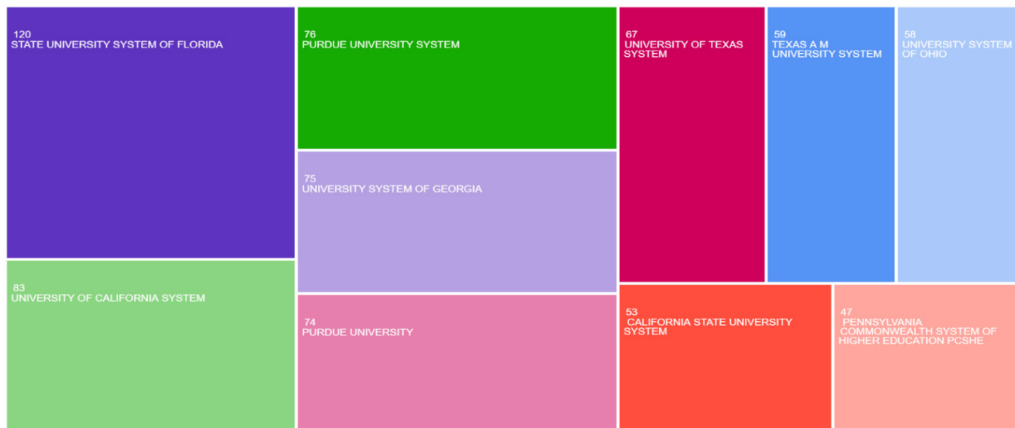 120
STATE UNIVERSITY SYSTEM OF FLORIDA
83
UNIVERSITY OF CALIFORNIA SYSTEM
76
PURDUE UNIVERSITY SYSTEM
75
UNIVERSITY SYSTEM OF GEORGIA
74
PURDUE UNIVERSITY
67
UNIVERSITY OF TEXAS
SYSTEM
59
TEXAS A M
UNIVERSITY SYSTEM
58
UNIVERSITY SYSTEM
OF OHIO
53
CALIFORNIA STATE UNIVERSITY
SYSTEM
47
PENNSYLVANIA
COMMONWEALTH SYSTEM OF
HIGHER EDUCATION PCSHE